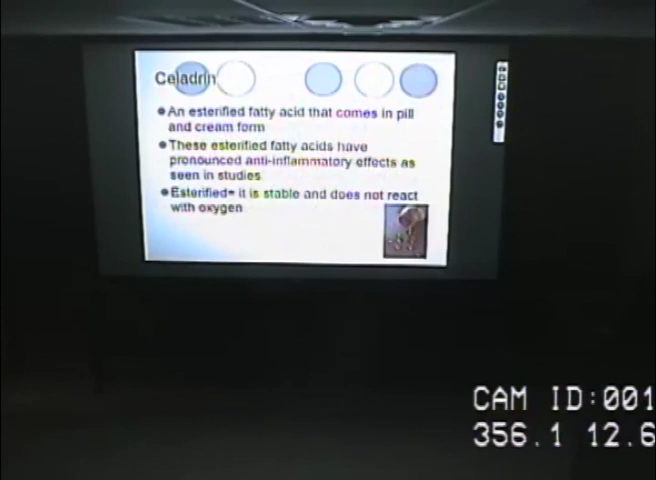 Celadrin
An esterified fatty acid that comes in pill
and cream form
These esterified fatty acids have
pronounced anti-inflammatory effects as
seen in studies
Esterified= it is stable and does not react
with oxygen
CAM ID:001
356.1 12.6